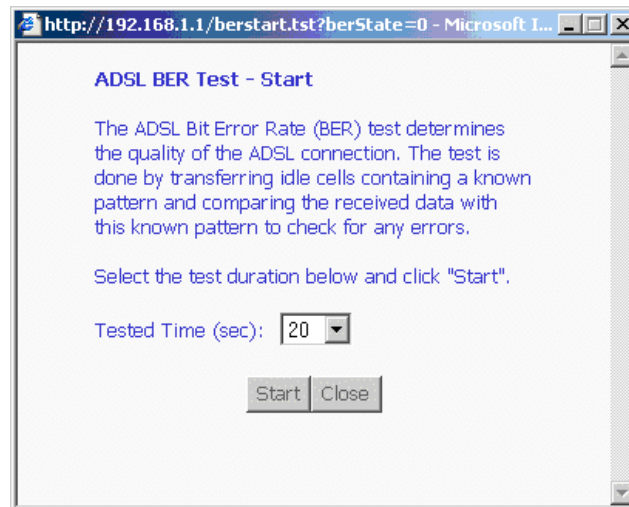 http://192.168.1.1/berstart.tst?berState=0 - Microsoft I...
ADSL BER Test - Start
The ADSL Bit Error Rate (BER) test determines
the quality of the ADSL connection. The test is
done by transferring idle cells containing a known
pattern and comparing the received data with
this known pattern to check for any errors.
Select the test duration below and click "Start".
Tested Time (sec): 20
Start Close